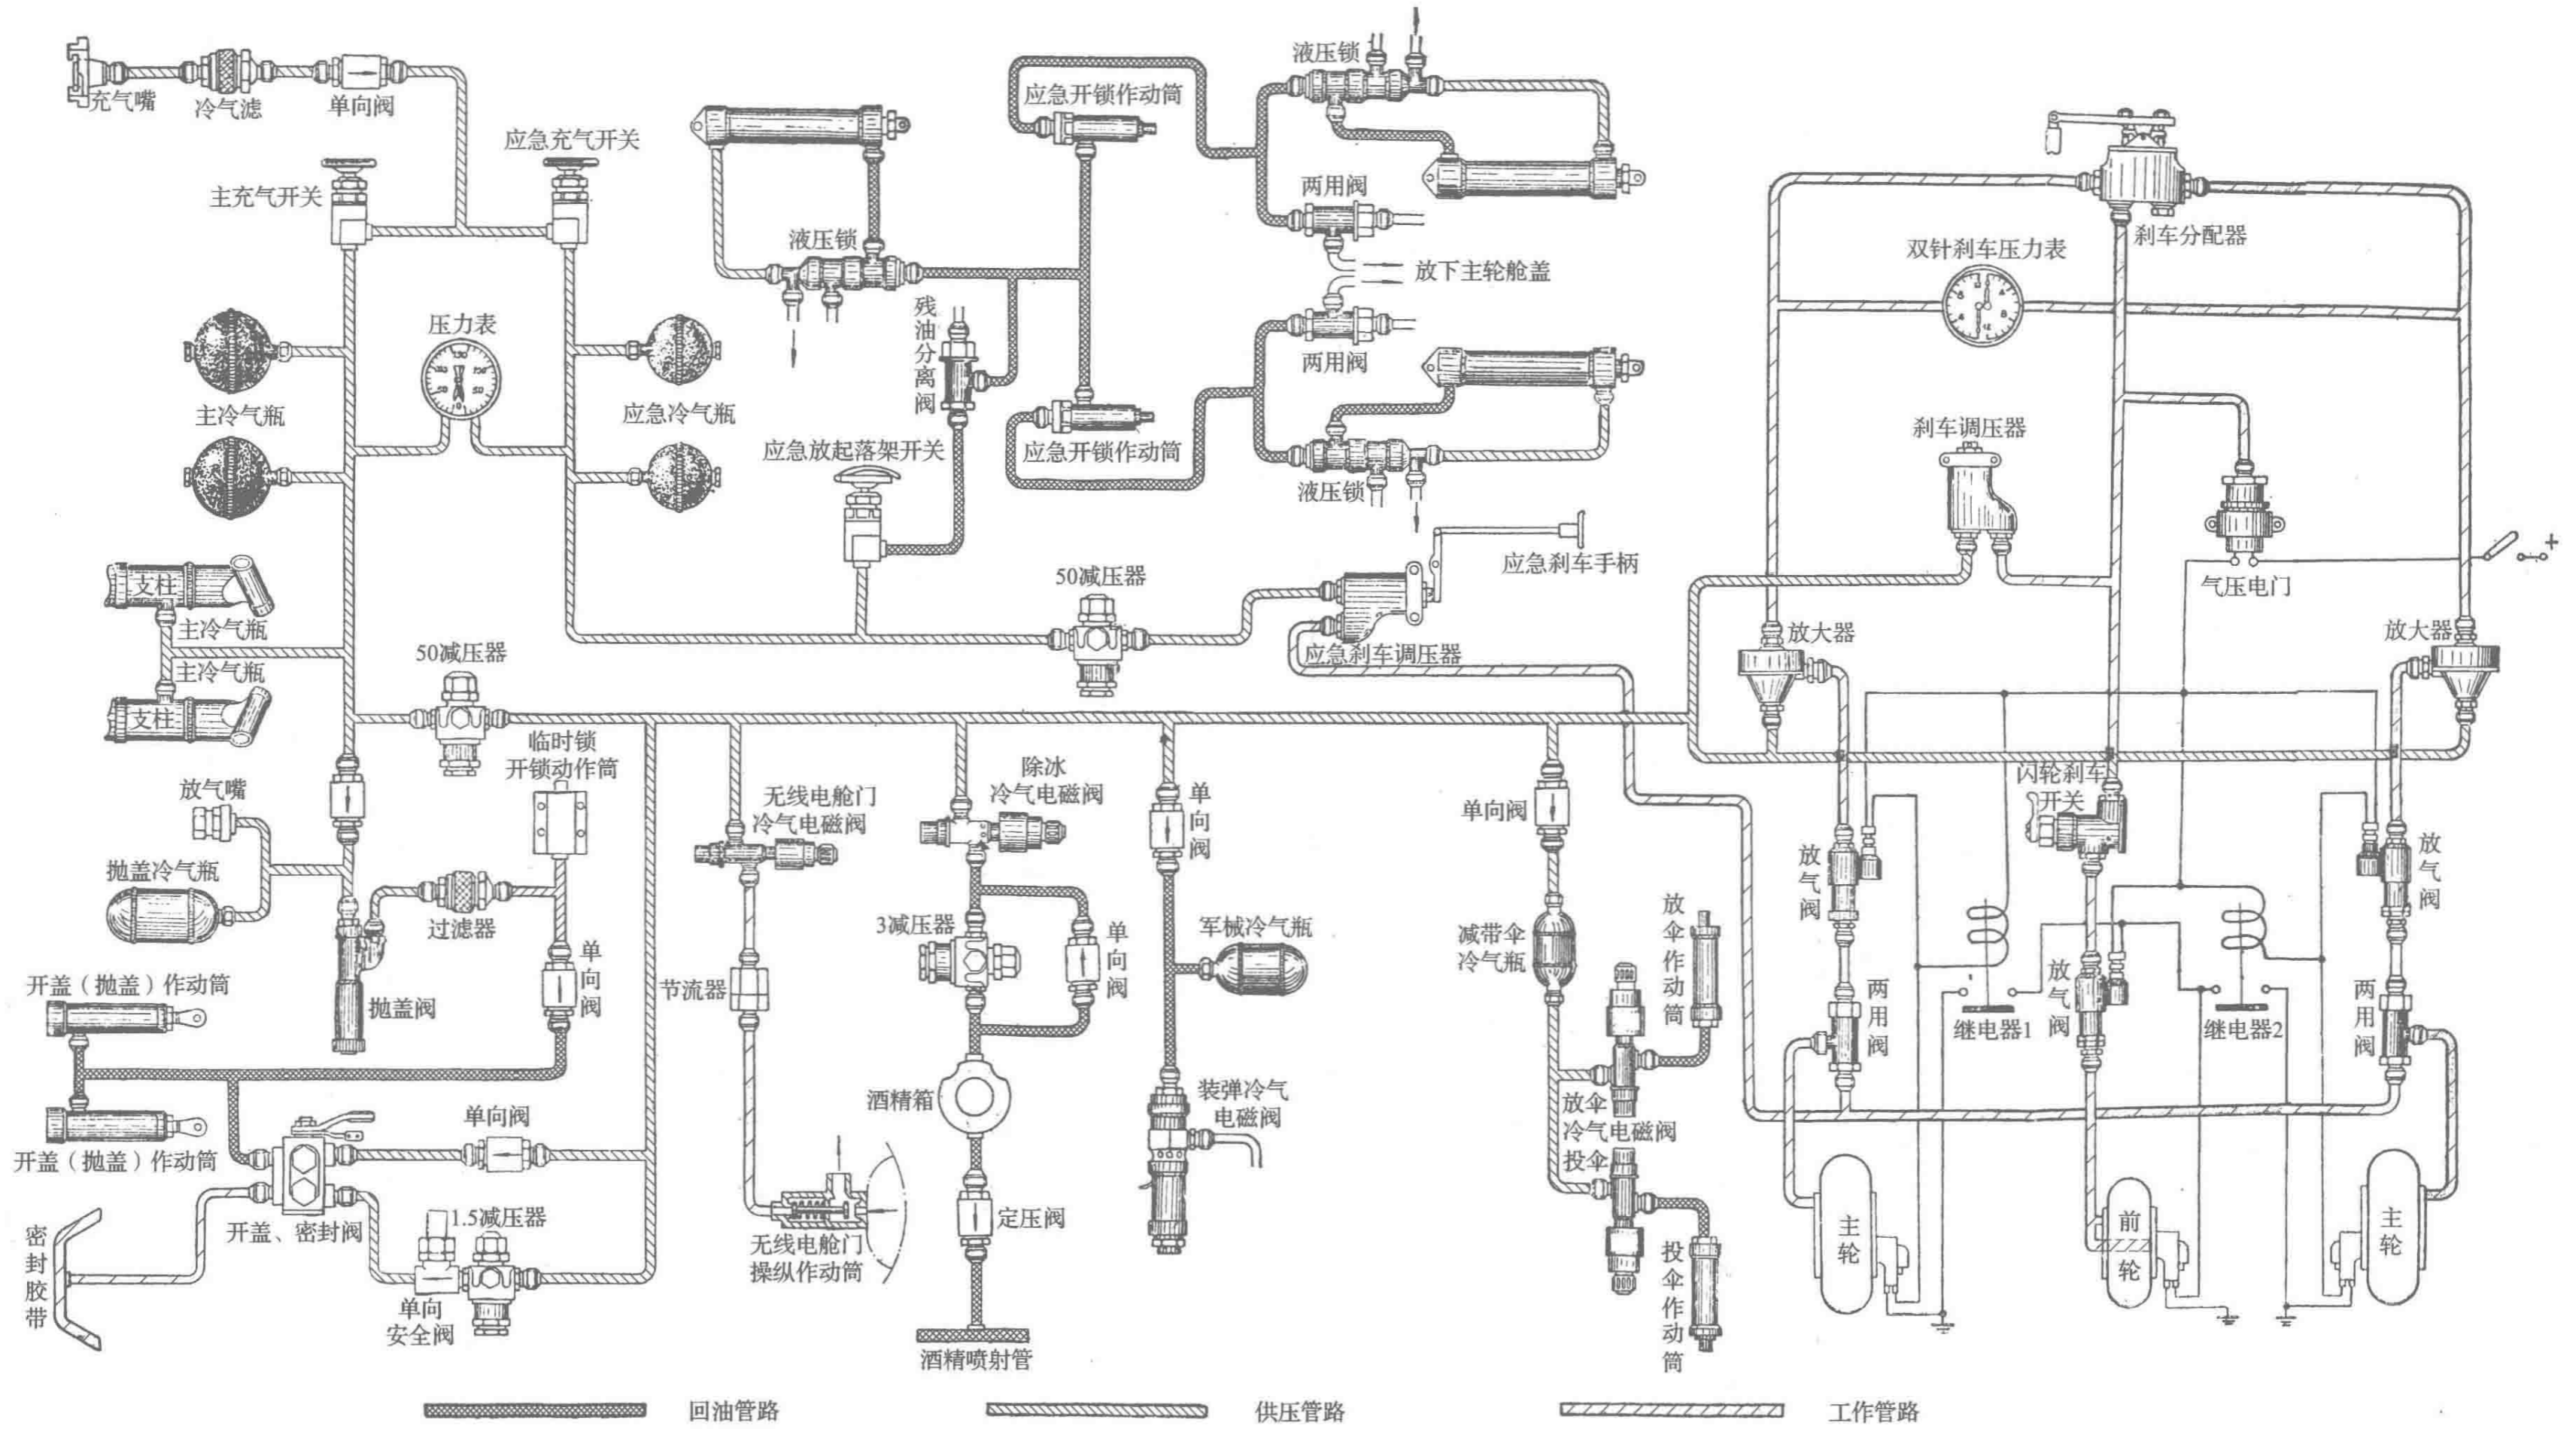 充气嘴
冷气滤
单向阀
主充气开关
应急充气开关
压力表
主冷气瓶
应急冷气瓶
液压锁
残油分离阀
应急放起落架开关
应急开锁作动筒
应急开锁作动筒
液压锁
两用阀
放下主轮舱盖
两用阀
液压锁
应急刹车手柄
50减压器
应急刹车调压器
刹车分配器
双针刹车压力表
刹车调压器
气压电门
+
放大器
放大器
支柱
主冷气瓶
主冷气瓶
支柱
50减压器
临时锁
开锁动作筒
放气嘴
抛盖冷气瓶
过滤器
单向阀
抛盖阀
开盖（抛盖）作动筒
开盖（抛盖）作动筒
单向阀
开盖、密封阀
1.5减压器
单向
安全阀
密封胶带
无线电舱门
冷气电磁阀
节流器
无线电舱门
操纵作动筒
除冰
冷气电磁阀
3减压器
单向阀
酒精箱
定压阀
酒精喷射管
单向阀
军械冷气瓶
装弹冷气
电磁阀
单向阀
减带伞
冷气瓶
放伞作动筒
放伞
冷气电磁阀
投伞
投伞作动筒
闪轮刹车
开关
放气阀
放气阀
放气阀
两用阀
两用阀
继电器1
继电器2
主轮
前轮
主轮
回油管路
供压管路
工作管路